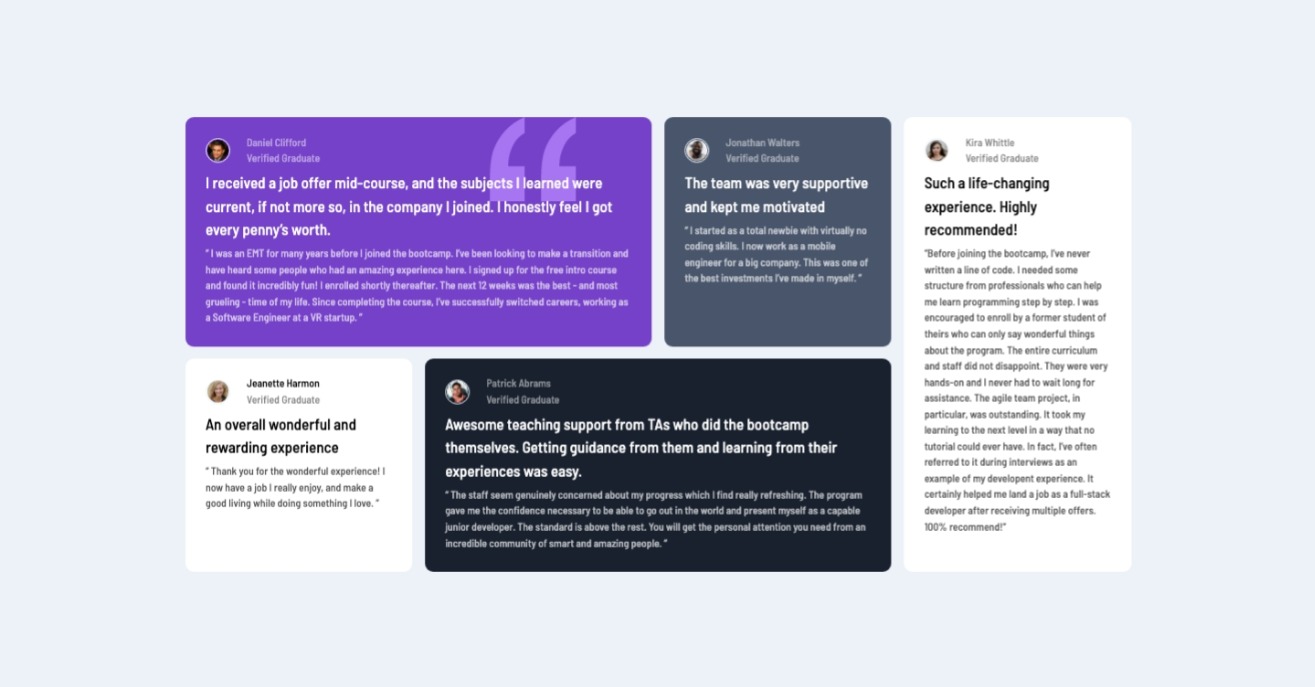 Daniel Clifford
Verified Graduate
I received a job offer mid-course, and the subjects I learned were
current, if not more so, in the company I joined. I honestly feel I got
every penny’s worth.
“ I was an EMT for many years before I joined the bootcamp. I’ve been looking to make a transition and
have heard some people who had an amazing experience here. I signed up for the free intro course
and found it incredibly fun! I enrolled shortly thereafter. The next 12 weeks was the best - and most
grueling - time of my life. Since completing the course, I’ve successfully switched careers, working as
a Software Engineer at a VR startup. ”
Jonathan Walters
Verified Graduate
The team was very supportive
and kept me motivated
“ I started as a total newbie with virtually no
coding skills. I now work as a mobile
engineer for a big company. This was one of
the best investments I’ve made in myself. ”
Kira Whittle
Verified Graduate
Such a life-changing
experience. Highly
recommended!
“Before joining the bootcamp, I’ve never
written a line of code. I needed some
structure from professionals who can help
me learn programming step by step. I was
encouraged to enroll by a former student of
theirs who can only say wonderful things
about the program. The entire curriculum
and staff did not disappoint. They were very
hands-on and I never had to wait long for
assistance. The agile team project, in
particular, was outstanding. It took my
learning to the next level in a way that no
tutorial could ever have. In fact, I’ve often
referred to it during interviews as an
example of my developent experience. It
certainly helped me land a job as a full-stack
developer after receiving multiple offers.
100% recommend!”
Jeanette Harmon
Verified Graduate
An overall wonderful and
rewarding experience
“ Thank you for the wonderful experience! I
now have a job I really enjoy, and make a
good living while doing something I love. ”
Patrick Abrams
Verified Graduate
Awesome teaching support from TAs who did the bootcamp
themselves. Getting guidance from them and learning from their
experiences was easy.
“ The staff seem genuinely concerned about my progress which I find really refreshing. The program
gave me the confidence necessary to be able to go out in the world and present myself as a capable
junior developer. The standard is above the rest. You will get the personal attention you need from an
incredible community of smart and amazing people. ”